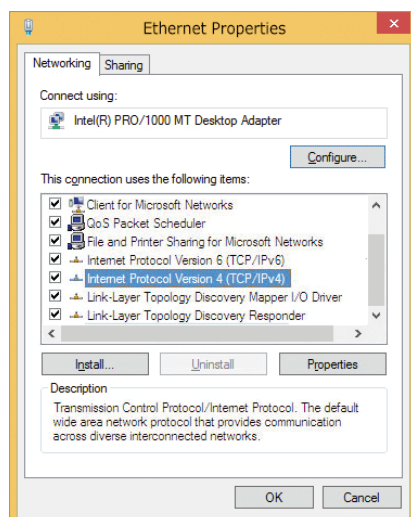 Ethernet Properties
Networking
Sharing
Connect using:
Intel(R) PRO/1000 MT Desktop Adapter
Configure...
This connection uses the following items:
Client for Microsoft Networks
QoS Packet Scheduler
File and Printer Sharing for Microsoft Networks
Internet Protocol Version 6 (TCP/IPv6)
Internet Protocol Version 4 (TCP/IPv4)
Link-Layer Topology Discovery Mapper I/O Driver
Link-Layer Topology Discovery Responder
Install...
Uninstall
Properties
Description
Transmission Control Protocol/Internet Protocol. The default
wide area network protocol that provides communication
across diverse interconnected networks.
OK
Cancel